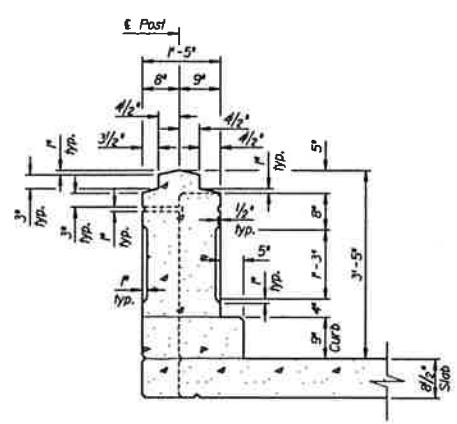 ℄ Post
1'-5"
8" 9"
4½" 4½"
3½" 4½"
1" typ.
1" typ.
5"
3"
3" typ.
1" typ.
½" typ.
8"
5"
1'-3"
3'-5"
1" typ.
1" typ.
4"
9" Curb
8½" Slab